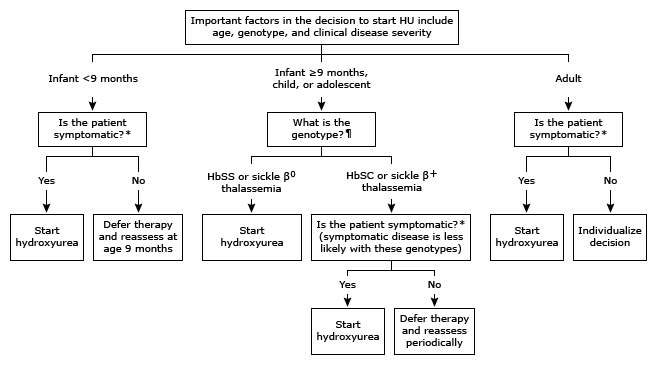 Important factors in the decision to start HU include
age, genotype, and clinical disease severity
Infant <9 months
Infant ≥9 months,
child, or adolescent
Adult
Is the patient
symptomatic?*
What is the
genotype?¶
Is the patient
symptomatic?*
Yes
No
HbSS or sickle β⁰
thalassemia
HbSC or sickle β⁺
thalassemia
Yes
No
Start
hydroxyurea
Defer therapy
and reassess at
age 9 months
Start
hydroxyurea
Is the patient symptomatic?*
(symptomatic disease is less
likely with these genotypes)
Start
hydroxyurea
Individualize
decision
Yes
No
Start
hydroxyurea
Defer therapy
and reassess
periodically